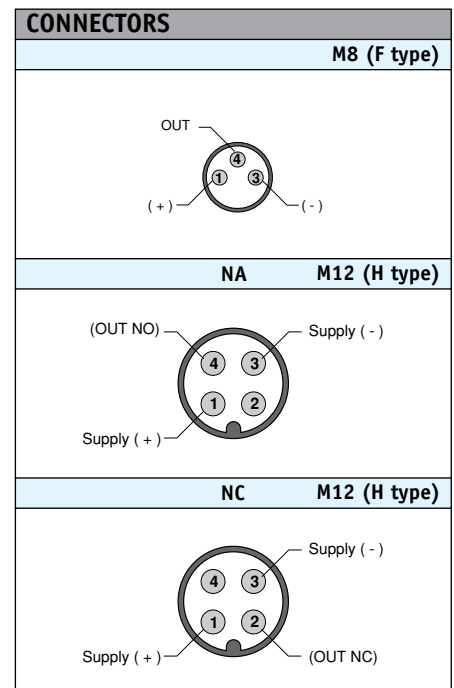 CONNECTORS
M8 (F type)
OUT
4
1 3
( + ) ( - )
NA M12 (H type)
(OUT NO) Supply ( - )
4 3
1 2
Supply ( + )
NC M12 (H type)
Supply ( - )
4 3
1 2
Supply ( + ) (OUT NC)